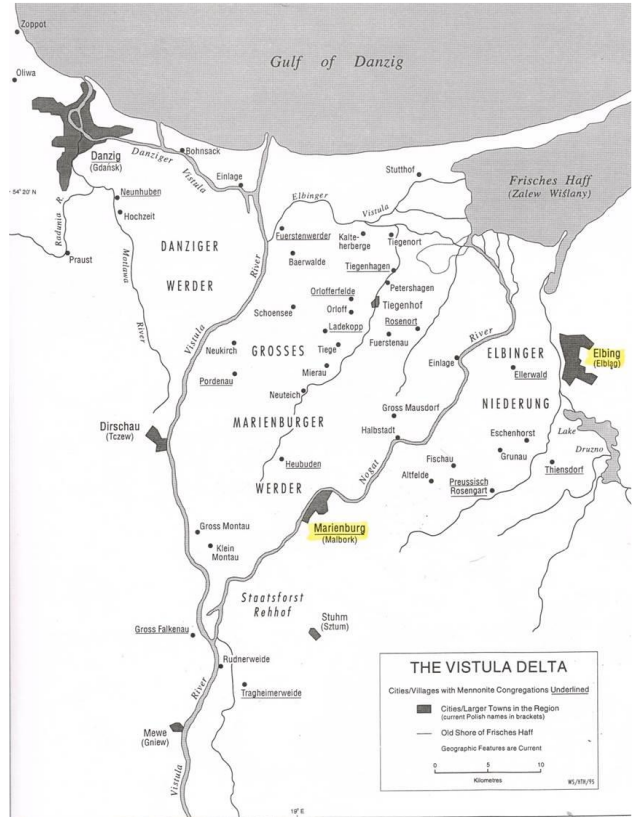 Zoppot
Oliwa
Gulf of Danzig
Danzig
(Gdańsk)
Danziger
Vistula
Bohnsack
Einlage
Stutthof
Frisches Haff
(Zalew Wiślany)
54°20' N
Radunia R.
Praust
Neunhuben
Hochzeit
Motlawa
River
DANZIGER
WERDER
Elbinger
Vistula
Fuerstenwerder
Baerwalde
Kalte-
herberge
Tiegenort
Tiegenhagen
Petershagen
Orlofferfelde
Orloff
Tiegenhof
Schoensee
Ladekopp
Rosenort
Fuerstenau
Tiege
Mierau
Neukirch
Pordenau
GROSSES
Neuteich
Vistula
River
River
Einlage
ELBINGER
Ellerwald
Elbing
(Elbląg)
NIEDERUNG
Dirschau
(Tczew)
MARIENBURGER
Gross Mausdorf
Halbstadt
Heubuden
WERDER
Nogat
Eschenhorst
Lake
Druzno
Fischau
Grunau
Altfelde
Thiensdorf
Preussisch
Rosengart
Marienburg
(Malbork)
Gross Montau
Klein
Montau
Staatsforst
Rehhof
Stuhm
(Sztum)
Gross Falkenau
Rudnerweide
Tragheimerweide
River
Mewe
(Gniew)
Vistula
19° E
THE VISTULA DELTA
Cities/Villages with Mennonite Congregations Underlined
Cities/Larger Towns in the Region
(current Polish names in brackets)
Old Shore of Frisches Haff
Geographic Features are Current
0 5 10
Kilometres
WS/HTH/95